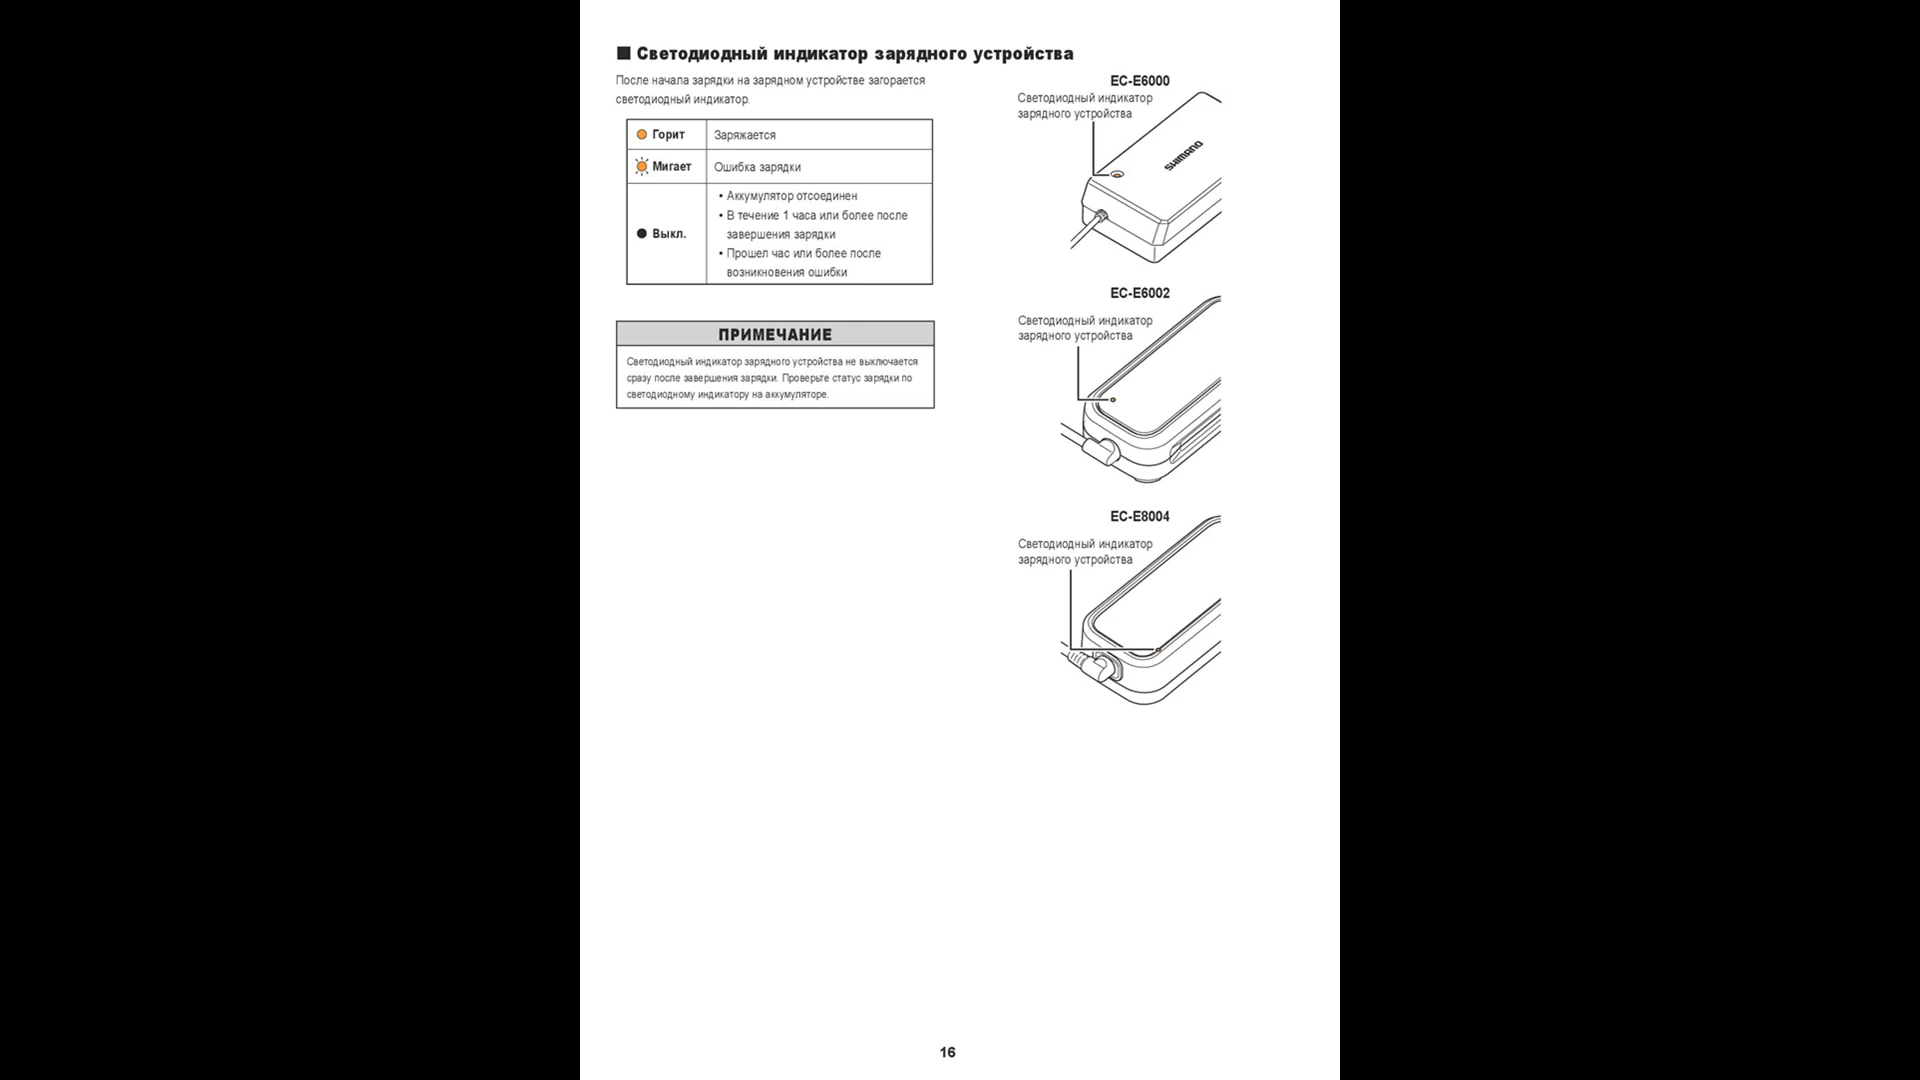 ■ Светодиодный индикатор зарядного устройства
После начала зарядки на зарядном устройстве загорается
светодиодный индикатор.
Горит Заряжается
Мигает Ошибка зарядки
Выкл.
• Аккумулятор отсоединен
• В течение 1 часа или более после
завершения зарядки
• Прошел час или более после
возникновения ошибки
ПРИМЕЧАНИЕ
Светодиодный индикатор зарядного устройства не выключается
сразу после завершения зарядки. Проверьте статус зарядки по
светодиодному индикатору на аккумуляторе.
EC-E6000
Светодиодный индикатор
зарядного устройства
SHIMANO
EC-E6002
Светодиодный индикатор
зарядного устройства
EC-E8004
Светодиодный индикатор
зарядного устройства
16